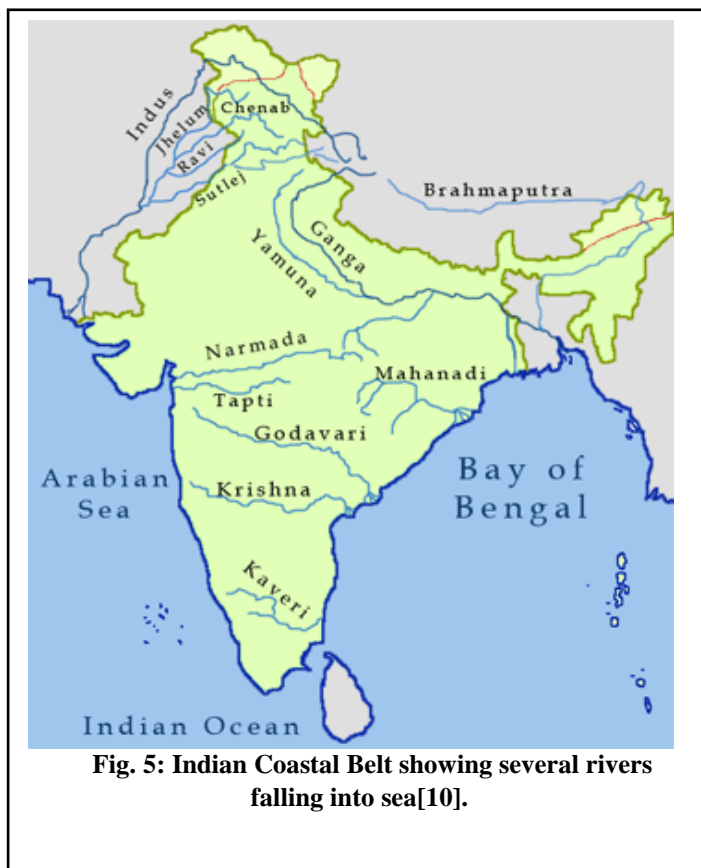 Indus
Jhelum
Chenab
Ravi
Sutlej
Brahmaputra
Ganga
Yamuna
Narmada
Mahanadi
Tapti
Godavari
Arabian
Sea
Bay of
Bengal
Krishna
Kaveri
Indian Ocean
Fig. 5: Indian Coastal Belt showing several rivers
falling into sea[10].